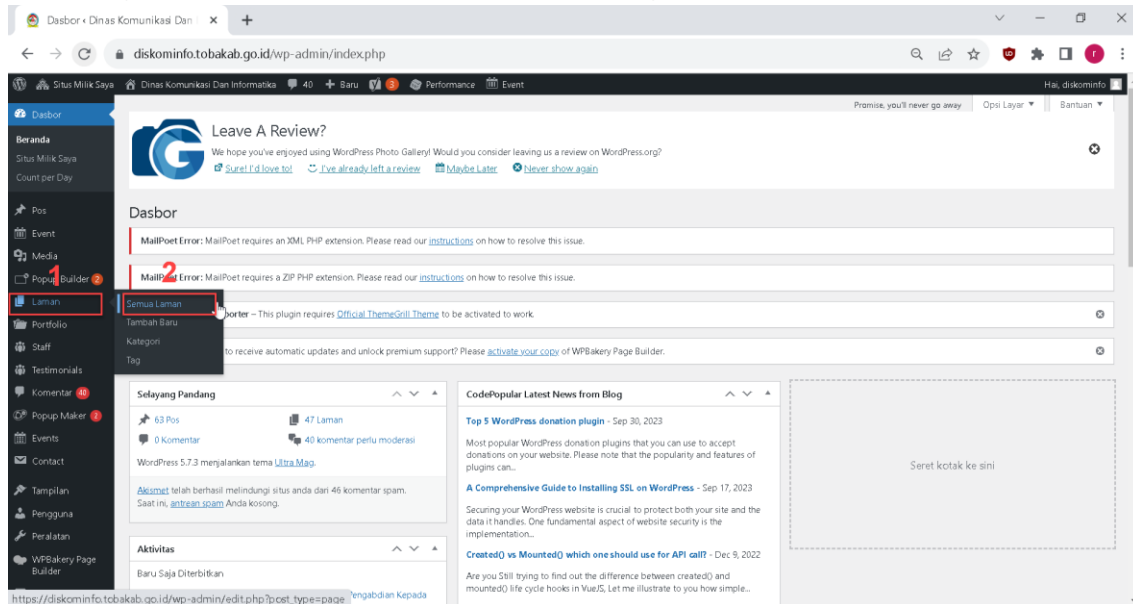 Dasbor ‹ Dinas Komunikasi Dan I
diskominfo.tobakab.go.id/wp-admin/index.php
r
Situs Milik Saya Dinas Komunikasi Dan Informatika 40 Baru 3 Performance Event Hai, diskominfo
Dasbor
Beranda
Situs Milik Saya
Count per Day
Pos
Event
Media
Popup Builder 2
1
Laman
Portfolio
Staff
Testimonials
Komentar 40
Popup Maker 2
Events
Contact
Tampilan
Pengguna
Peralatan
WPBakery Page
Builder
2
Semua Laman
Tambah Baru
Kategori
Tag
Promise, you'll never go away Opsi Layar Bantuan
Leave A Review?
We hope you've enjoyed using WordPress Photo Gallery! Would you consider leaving us a review on WordPress.org?
Sure! I'd love to! I've already left a review Maybe Later Never show again
Dasbor
MailPoet Error: MailPoet requires an XML PHP extension. Please read our instructions on how to resolve this issue.
MailPoet Error: MailPoet requires a ZIP PHP extension. Please read our instructions on how to resolve this issue.
porter – This plugin requires Official ThemeGrill Theme to be activated to work.
to receive automatic updates and unlock premium support? Please activate your copy of WPBakery Page Builder.
Selayang Pandang
63 Pos 47 Laman
0 Komentar 40 komentar perlu moderasi
WordPress 5.7.3 menjalankan tema Ultra Mag.
Akismet telah berhasil melindungi situs anda dari 46 komentar spam.
Saat ini, antrean spam Anda kosong.
Aktivitas
Baru Saja Diterbitkan
Pengabdian Kepada
CodePopular Latest News from Blog
Top 5 WordPress donation plugin - Sep 30, 2023
Most popular WordPress donation plugins that you can use to accept
donations on your website. Please note that the popularity and features of
plugins can...
A Comprehensive Guide to Installing SSL on WordPress - Sep 17, 2023
Securing your WordPress website is crucial to protect both your site and the
data it handles. One fundamental aspect of website security is the
implementation...
Created() vs Mounted() which one should use for API call? - Dec 9, 2022
Are you Still trying to find out the difference between created() and
mounted() life cycle hooks in VueJS, Let me illustrate to you how simple...
Seret kotak ke sini
https://diskominfo.tobakab.go.id/wp-admin/edit.php?post_type=page